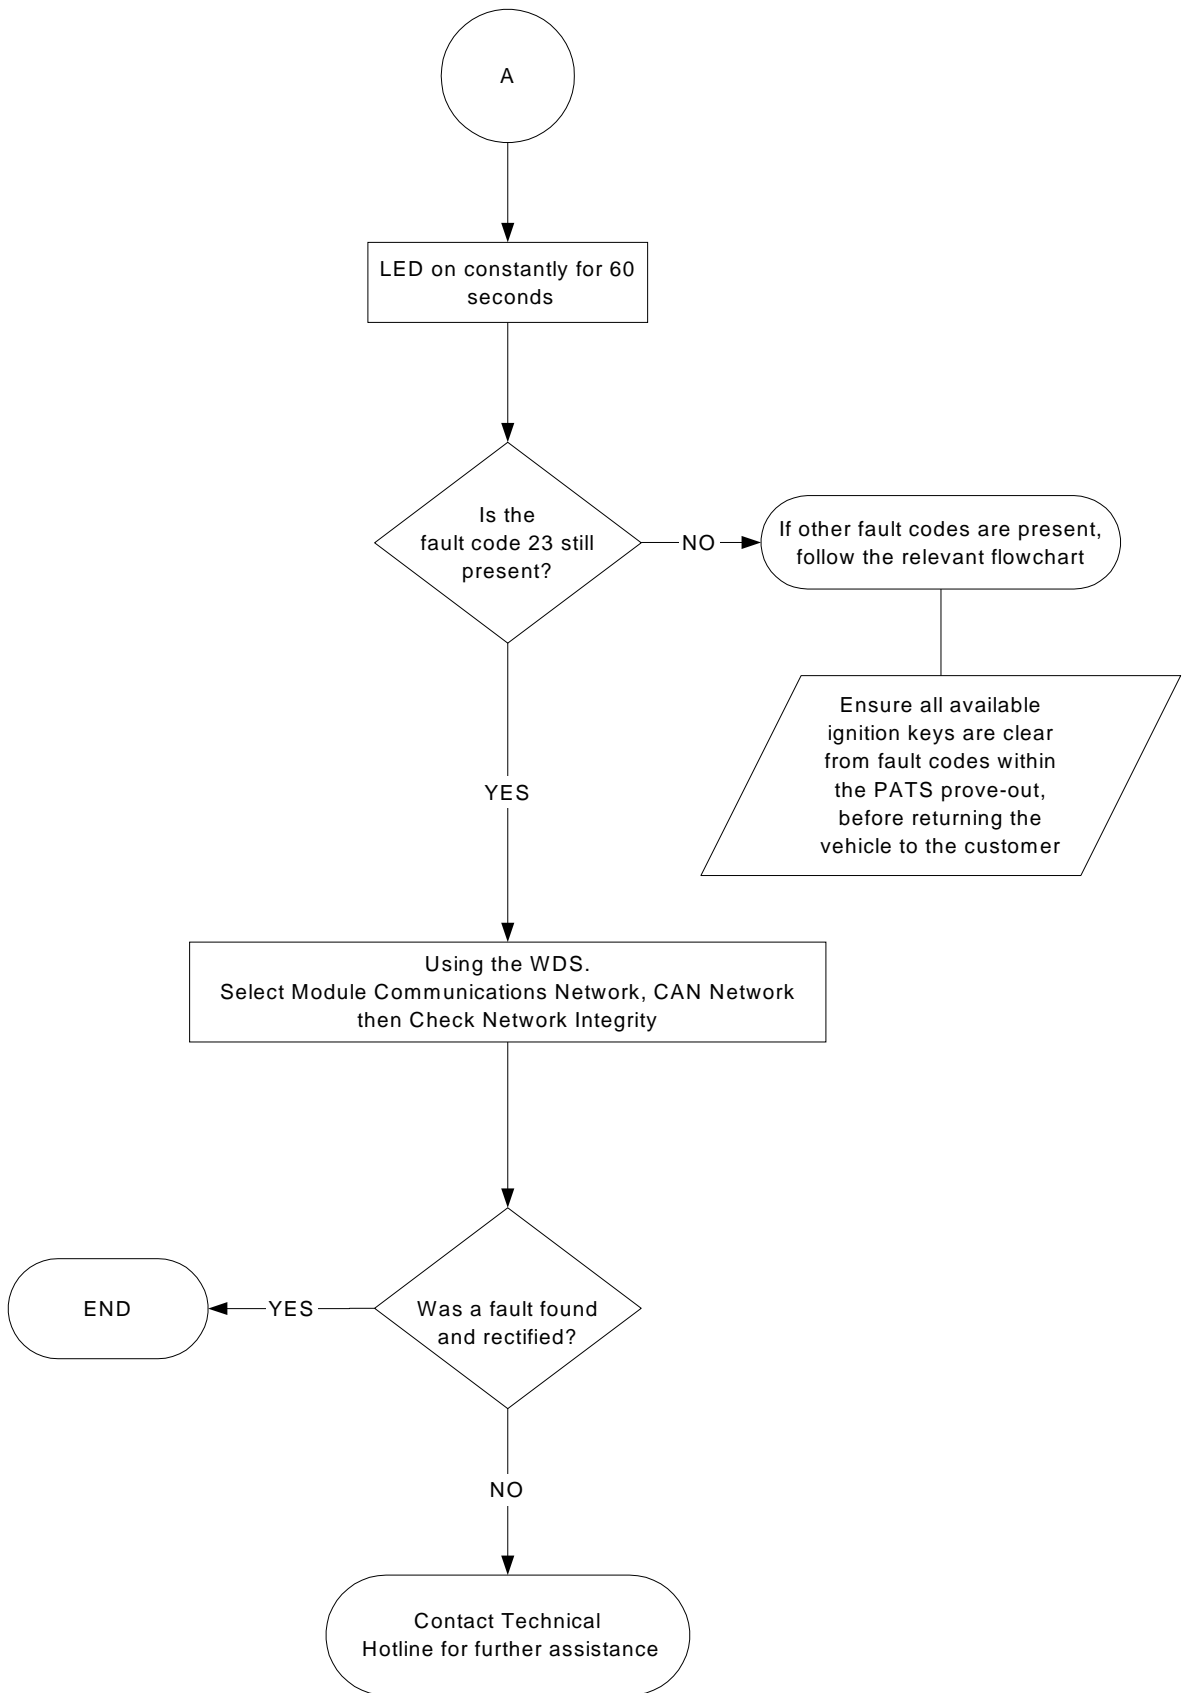 A
LED on constantly for 60
seconds
Is the
fault code 23 still
present?
NO
If other fault codes are present,
follow the relevant flowchart
Ensure all available
ignition keys are clear
from fault codes within
the PATS prove-out,
before returning the
vehicle to the customer
YES
Using the WDS.
Select Module Communications Network, CAN Network
then Check Network Integrity
Was a fault found
and rectified?
YES
END
NO
Contact Technical
Hotline for further assistance